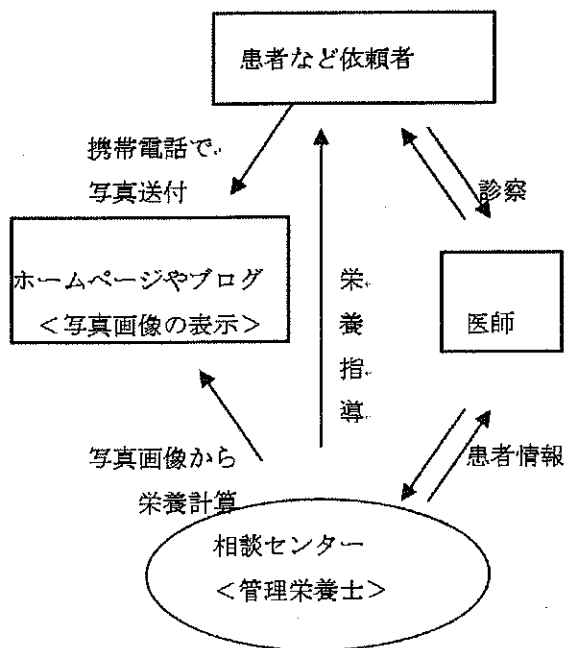 患者など依頼者
携帯電話で
写真送付
診察
ホームページやブログ
＜写真画像の表示＞
栄養指導
医師
写真画像から
栄養計算
患者情報
相談センター
＜管理栄養士＞